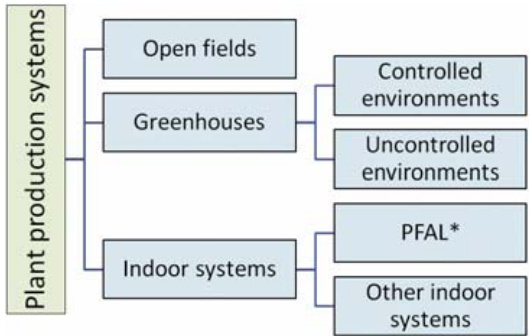 Plant production systems
Open fields
Greenhouses
Controlled
environments
Uncontrolled
environments
Indoor systems
PFAL*
Other indoor
systems